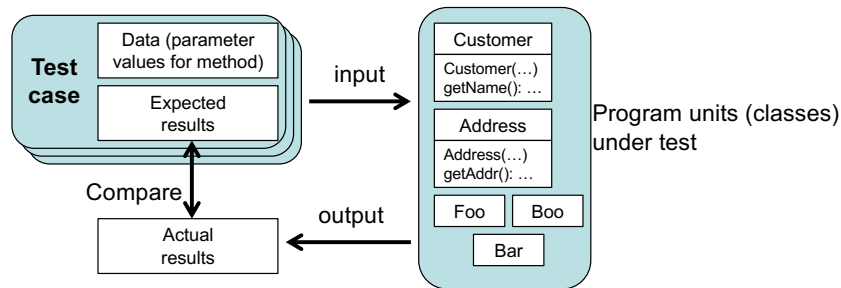 Test
case
Data (parameter
values for method)
Expected
results
Compare
Actual
results
input
output
Customer
Customer(…)
getName(): …
Address
Address(…)
getAddr(): …
Foo
Boo
Bar
Program units (classes)
under test